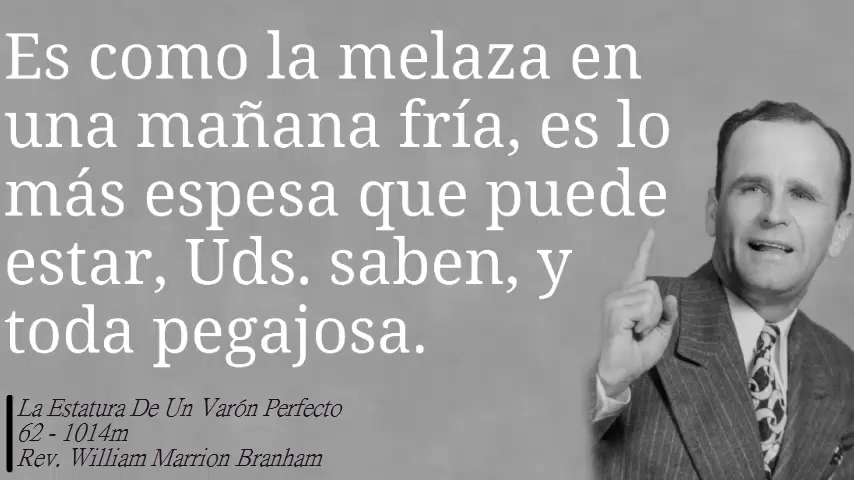 Es como la melaza en
una mañana fría, es lo
más espesa que puede
estar, Uds. saben, y
toda pegajosa.
La Estatura De Un Varón Perfecto
62 - 1014m
Rev. William Marrion Branham